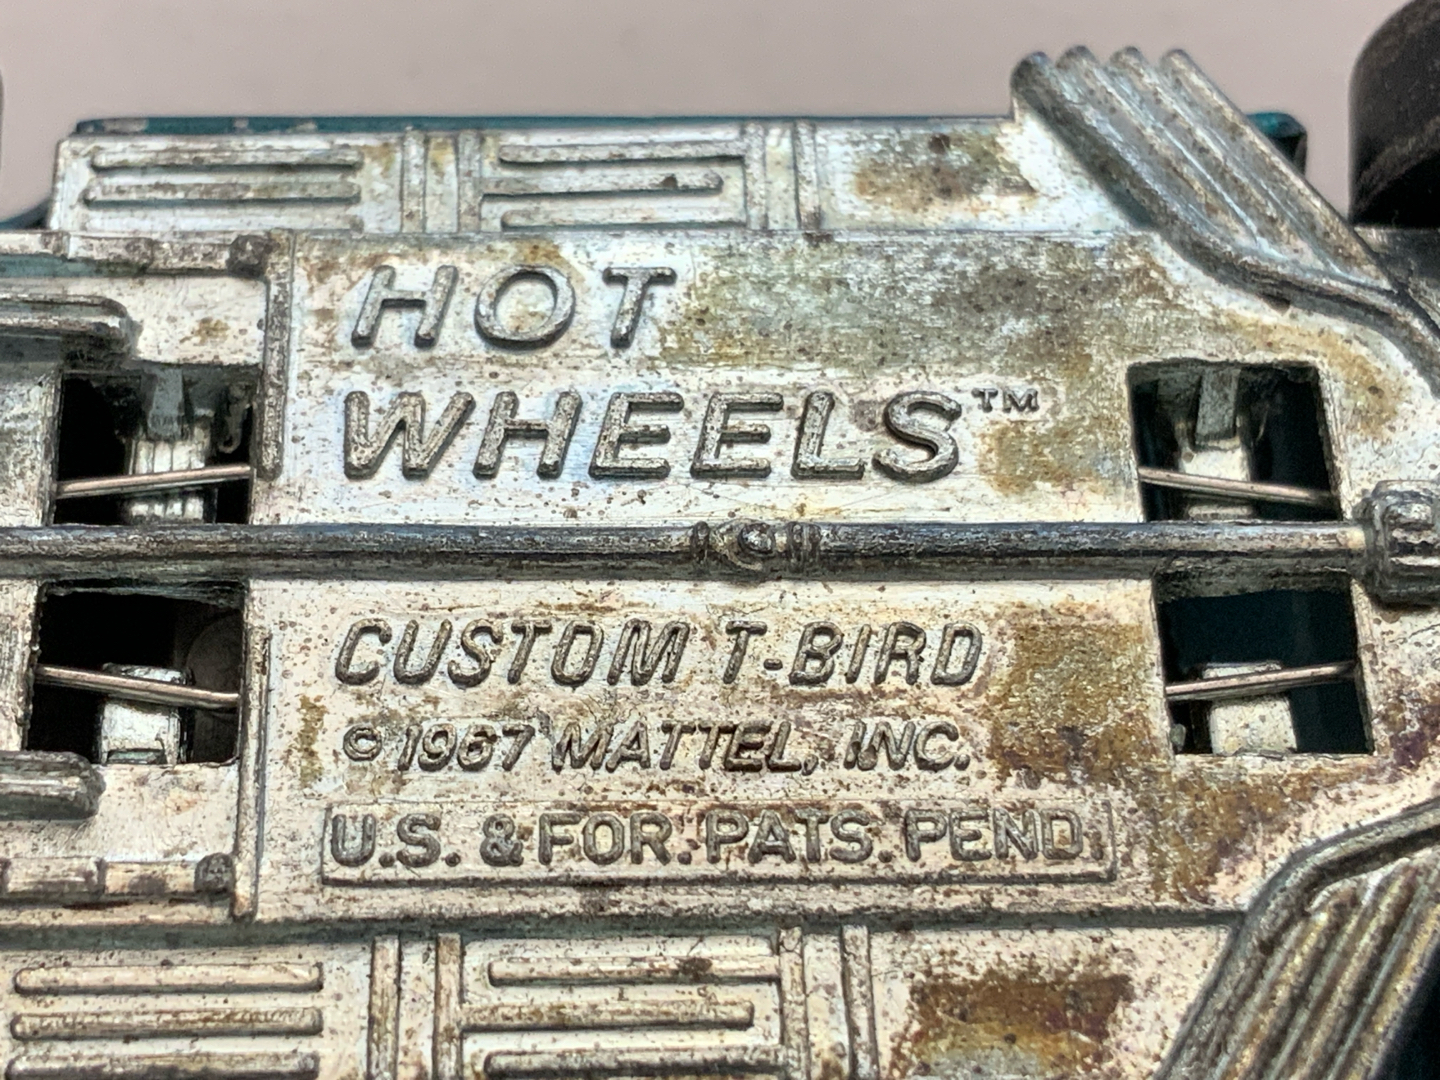 HOT
WHEELS™
CUSTOM T-BIRD
© 1967 MATTEL, INC.
U.S. & FOR. PATS. PEND.